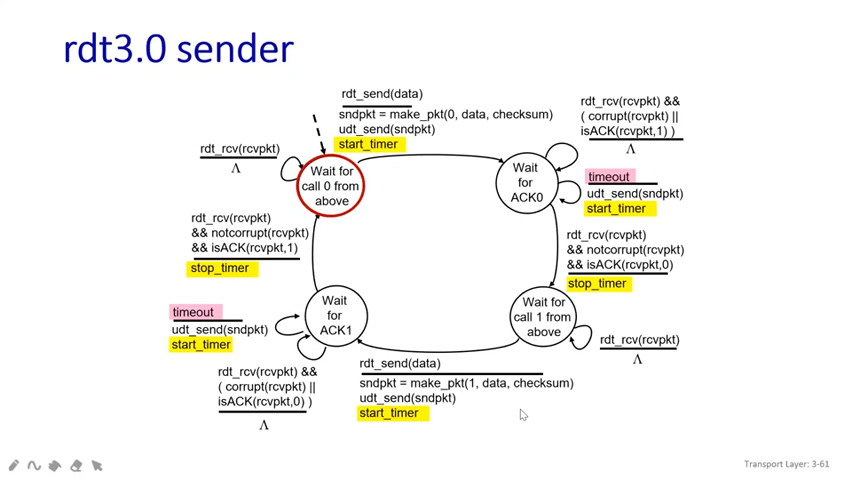 rdt3.0 sender
rdt_send(data)
sndpkt = make_pkt(0, data, checksum)
udt_send(sndpkt)
start_timer
rdt_rcv(rcvpkt) &&
( corrupt(rcvpkt) ||
isACK(rcvpkt,1) )
Λ
rdt_rcv(rcvpkt)
Λ
Wait for
call 0 from
above
Wait
for
ACK0
timeout
udt_send(sndpkt)
start_timer
rdt_rcv(rcvpkt)
&& notcorrupt(rcvpkt)
&& isACK(rcvpkt,1)
stop_timer
rdt_rcv(rcvpkt)
&& notcorrupt(rcvpkt)
&& isACK(rcvpkt,0)
stop_timer
timeout
udt_send(sndpkt)
start_timer
Wait
for
ACK1
Wait for
call 1 from
above
rdt_rcv(rcvpkt)
Λ
rdt_rcv(rcvpkt) &&
( corrupt(rcvpkt) ||
isACK(rcvpkt,0) )
Λ
rdt_send(data)
sndpkt = make_pkt(1, data, checksum)
udt_send(sndpkt)
start_timer
Transport Layer: 3-61